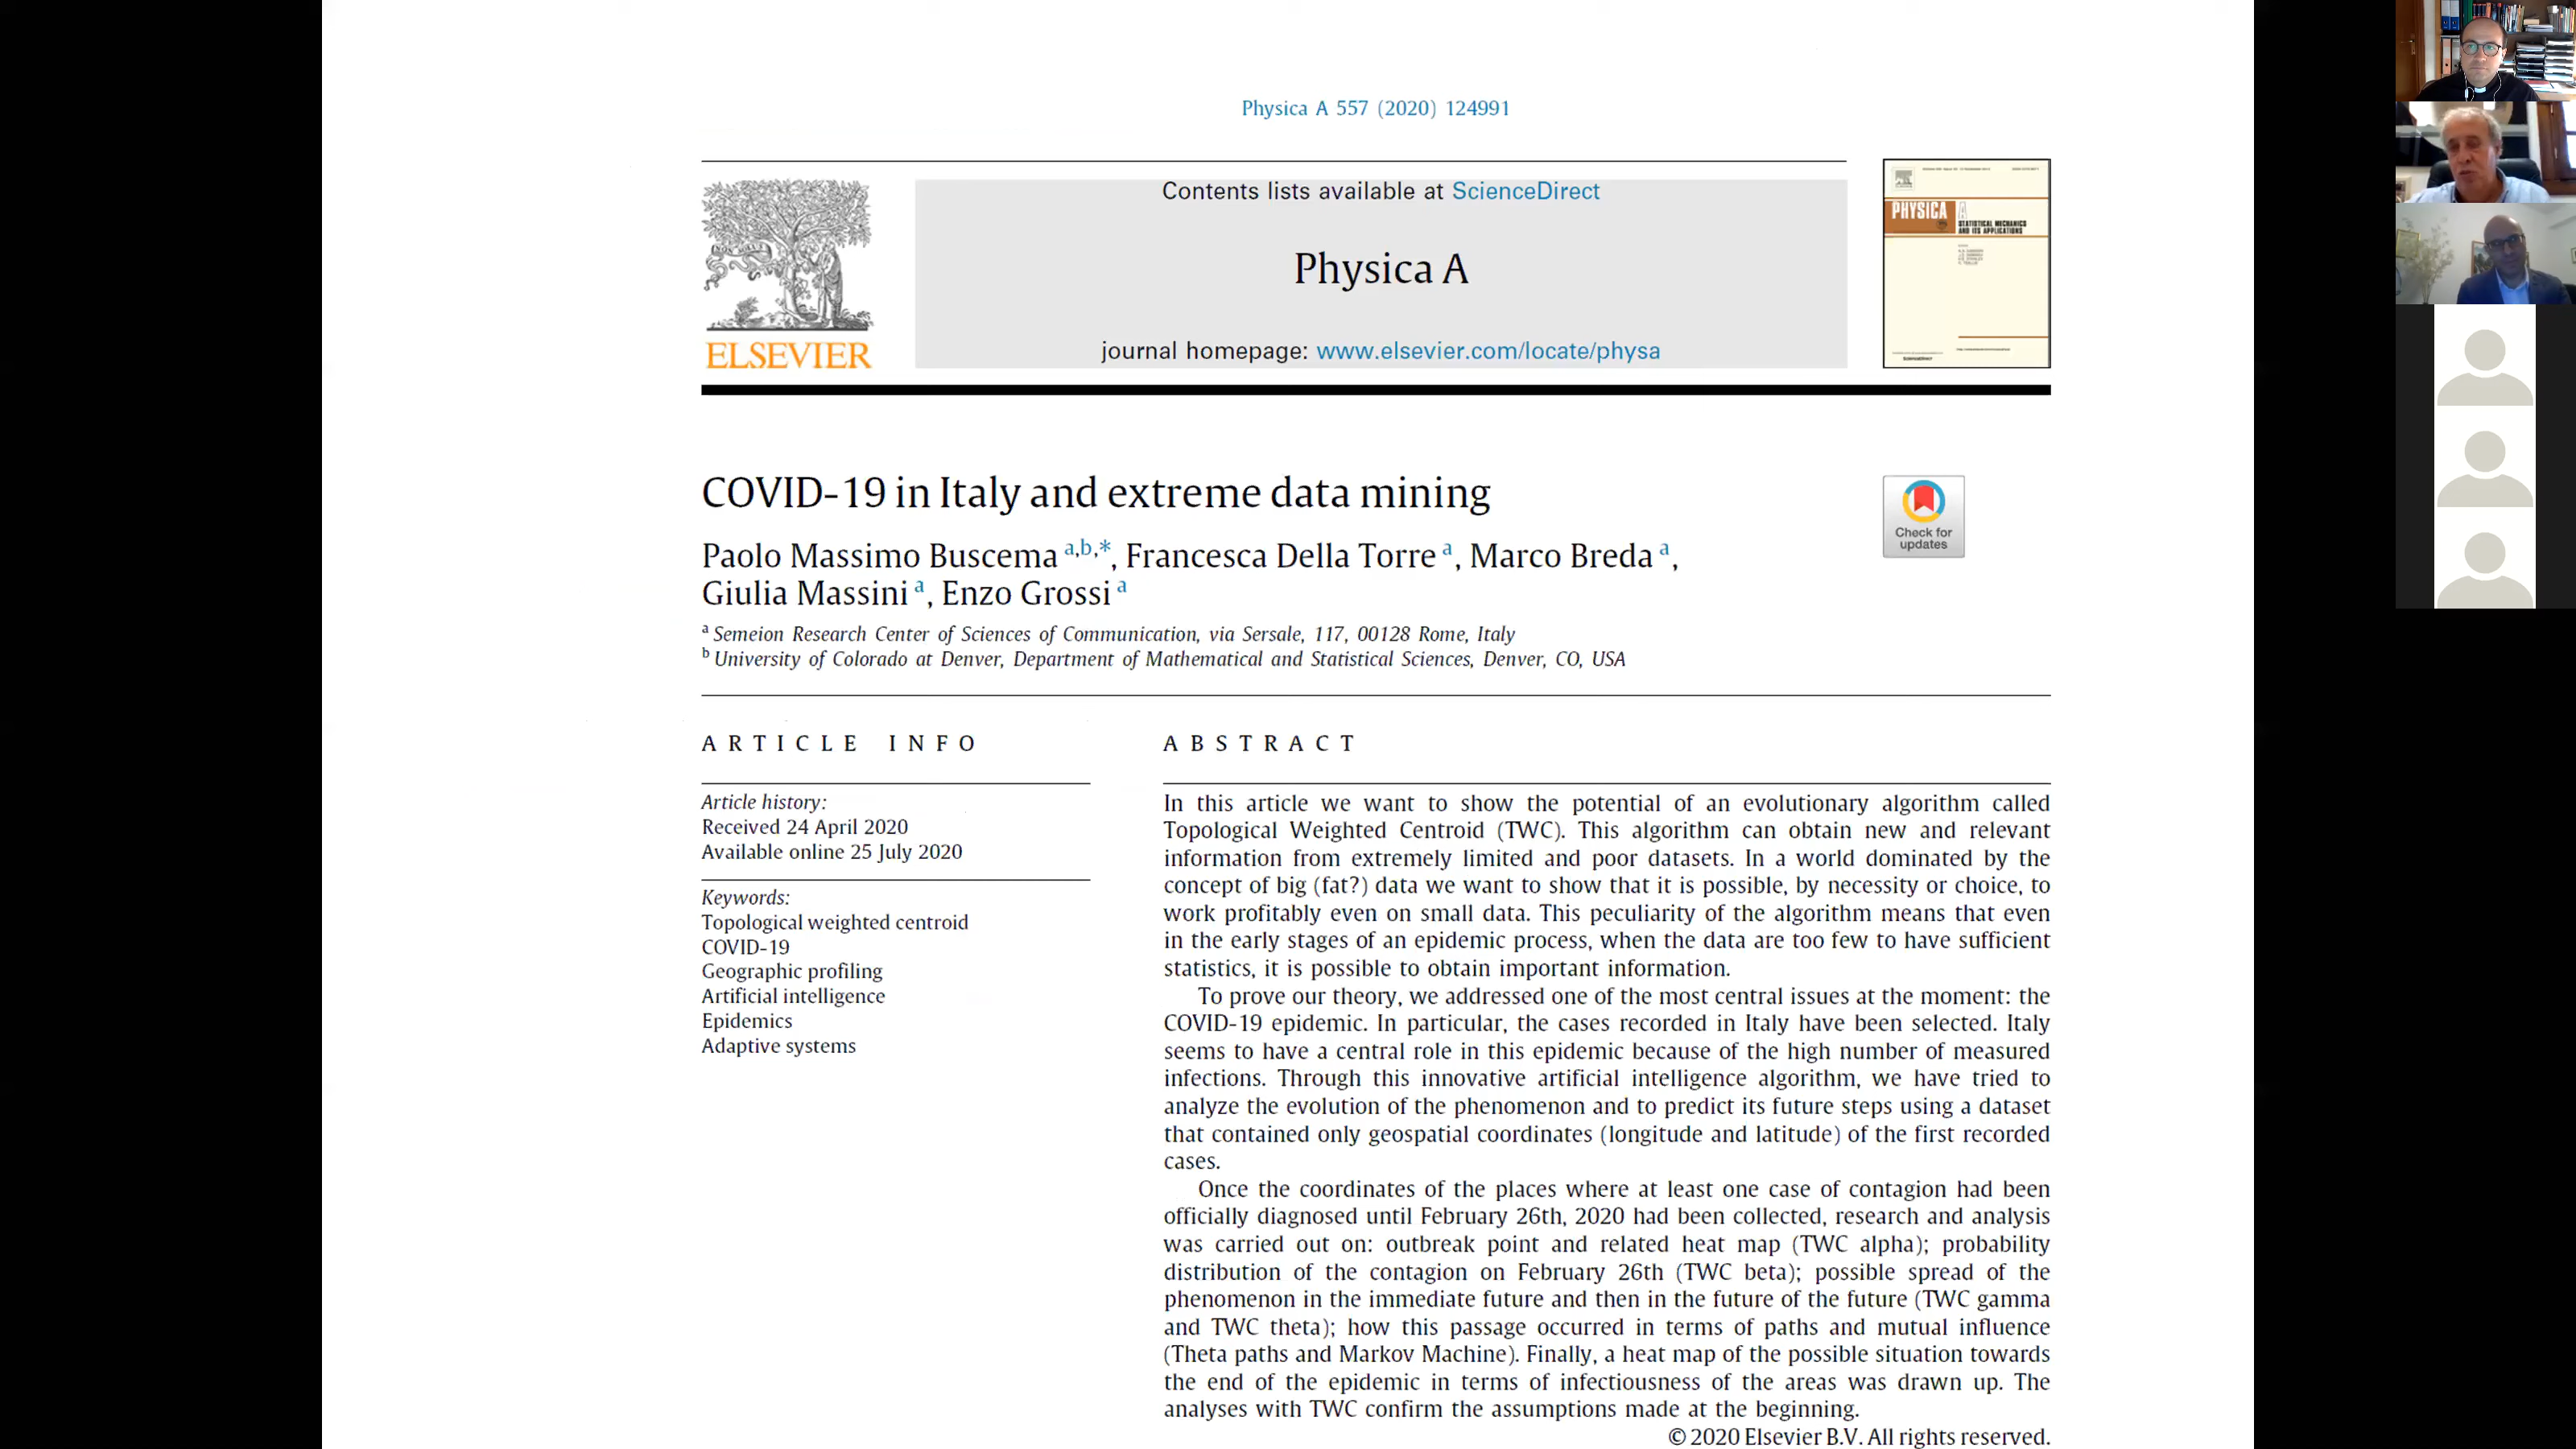 Physica A 557 (2020) 124991
Contents lists available at ScienceDirect
Physica A
journal homepage: www.elsevier.com/locate/physa
ELSEVIER
PHYSICA A
STATISTICAL MECHANICS
AND ITS APPLICATIONS
COVID-19 in Italy and extreme data mining
Check for
updates
Paolo Massimo Buscema a,b,*, Francesca Della Torre a, Marco Breda a,
Giulia Massini a, Enzo Grossi a
a Semeion Research Center of Sciences of Communication, via Sersale, 117, 00128 Rome, Italy
b University of Colorado at Denver, Department of Mathematical and Statistical Sciences, Denver, CO, USA
ARTICLE INFO
Article history:
Received 24 April 2020
Available online 25 July 2020
Keywords:
Topological weighted centroid
COVID-19
Geographic profiling
Artificial intelligence
Epidemics
Adaptive systems
ABSTRACT
In this article we want to show the potential of an evolutionary algorithm called
Topological Weighted Centroid (TWC). This algorithm can obtain new and relevant
information from extremely limited and poor datasets. In a world dominated by the
concept of big (fat?) data we want to show that it is possible, by necessity or choice, to
work profitably even on small data. This peculiarity of the algorithm means that even
in the early stages of an epidemic process, when the data are too few to have sufficient
statistics, it is possible to obtain important information.
To prove our theory, we addressed one of the most central issues at the moment: the
COVID-19 epidemic. In particular, the cases recorded in Italy have been selected. Italy
seems to have a central role in this epidemic because of the high number of measured
infections. Through this innovative artificial intelligence algorithm, we have tried to
analyze the evolution of the phenomenon and to predict its future steps using a dataset
that contained only geospatial coordinates (longitude and latitude) of the first recorded
cases.
Once the coordinates of the places where at least one case of contagion had been
officially diagnosed until February 26th, 2020 had been collected, research and analysis
was carried out on: outbreak point and related heat map (TWC alpha); probability
distribution of the contagion on February 26th (TWC beta); possible spread of the
phenomenon in the immediate future and then in the future of the future (TWC gamma
and TWC theta); how this passage occurred in terms of paths and mutual influence
(Theta paths and Markov Machine). Finally, a heat map of the possible situation towards
the end of the epidemic in terms of infectiousness of the areas was drawn up. The
analyses with TWC confirm the assumptions made at the beginning.
© 2020 Elsevier B.V. All rights reserved.